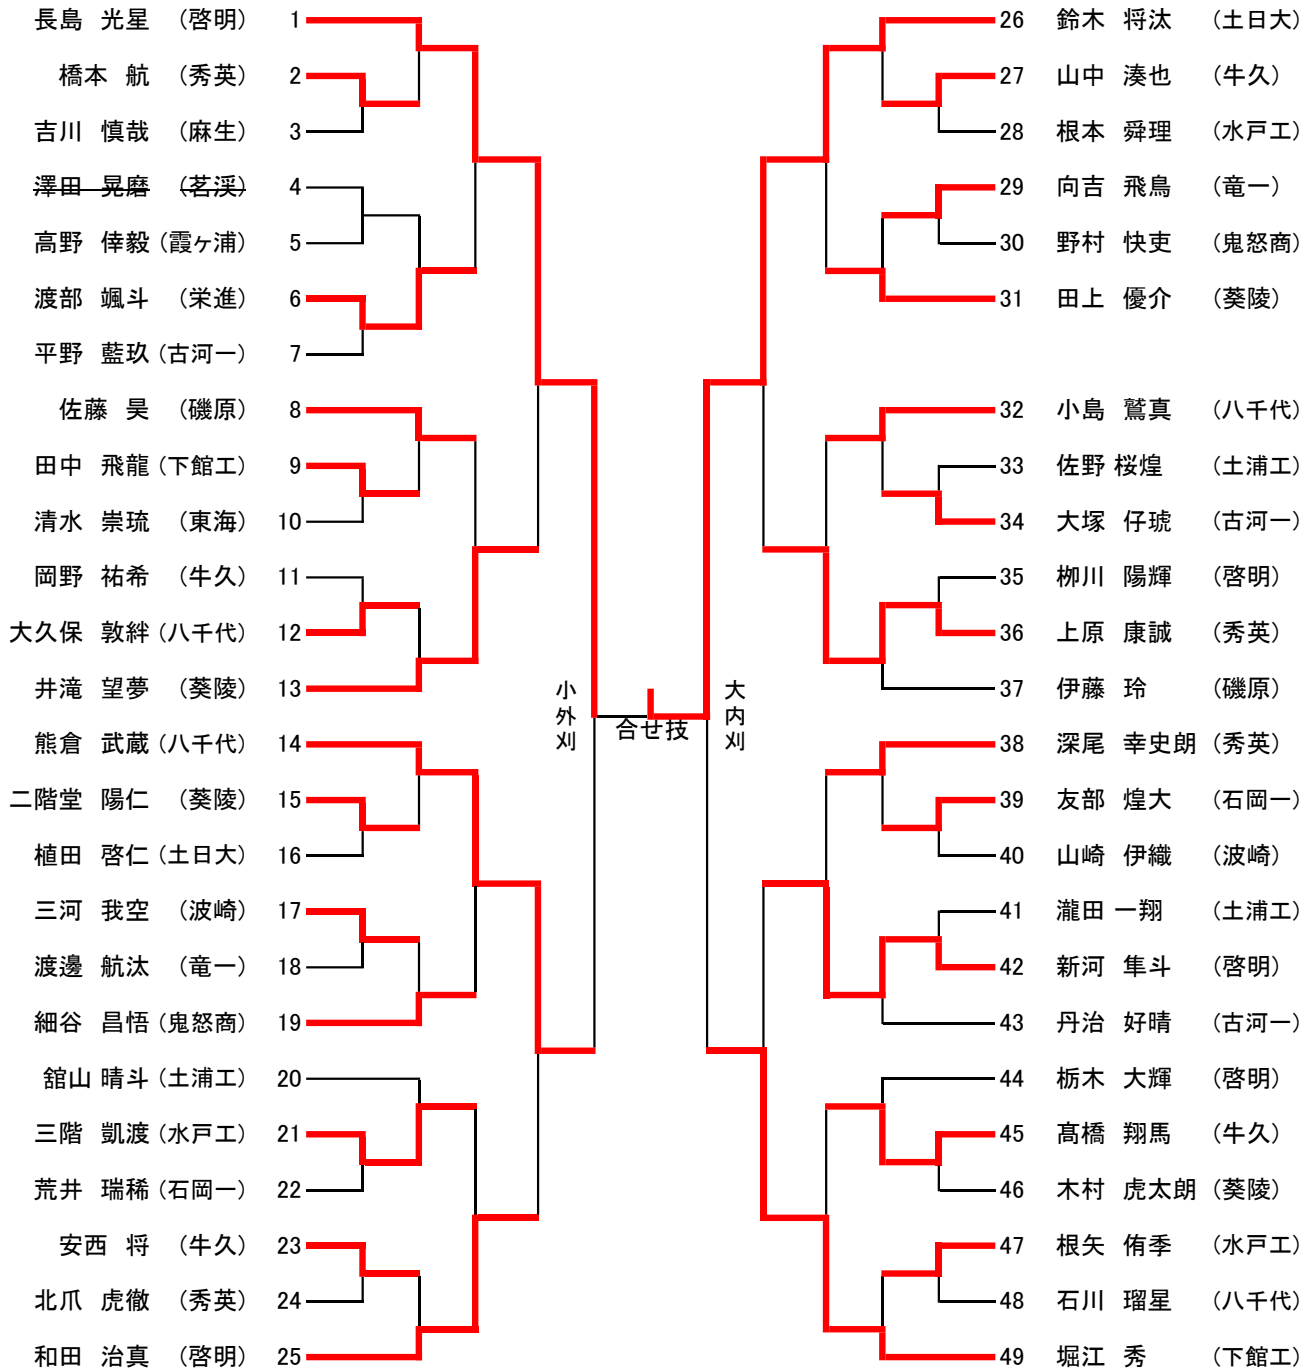 長島 光星 (啓明) 1
橋本 航 (秀英) 2
吉川 慎哉 (麻生) 3
澤田 晃磨 (茗渓) 4
高野 倖毅 (霞ヶ浦) 5
渡部 颯斗 (栄進) 6
平野 藍玖 (古河一) 7
佐藤 昊 (磯原) 8
田中 飛龍 (下館工) 9
清水 崇琉 (東海) 10
岡野 祐希 (牛久) 11
大久保 敦絆 (八千代) 12
井滝 望夢 (葵陵) 13
熊倉 武蔵 (八千代) 14
二階堂 陽仁 (葵陵) 15
植田 啓仁 (土日大) 16
三河 我空 (波崎) 17
渡邊 航汰 (竜一) 18
細谷 昌悟 (鬼怒商) 19
舘山 晴斗 (土浦工) 20
三階 凱渡 (水戸工) 21
荒井 瑞稀 (石岡一) 22
安西 将 (牛久) 23
北爪 虎徹 (秀英) 24
和田 治真 (啓明) 25
小外刈
合せ技
大内刈
26 鈴木 将汰 (土日大)
27 山中 湊也 (牛久)
28 根本 舜理 (水戸工)
29 向吉 飛鳥 (竜一)
30 野村 快吏 (鬼怒商)
31 田上 優介 (葵陵)
32 小島 鷲真 (八千代)
33 佐野 桜煌 (土浦工)
34 大塚 仔琥 (古河一)
35 栁川 陽輝 (啓明)
36 上原 康誠 (秀英)
37 伊藤 玲 (磯原)
38 深尾 幸史朗 (秀英)
39 友部 煌大 (石岡一)
40 山崎 伊織 (波崎)
41 瀧田 一翔 (土浦工)
42 新河 隼斗 (啓明)
43 丹治 好晴 (古河一)
44 栃木 大輝 (啓明)
45 髙橋 翔馬 (牛久)
46 木村 虎太朗 (葵陵)
47 根矢 侑季 (水戸工)
48 石川 瑠星 (八千代)
49 堀江 秀 (下館工)